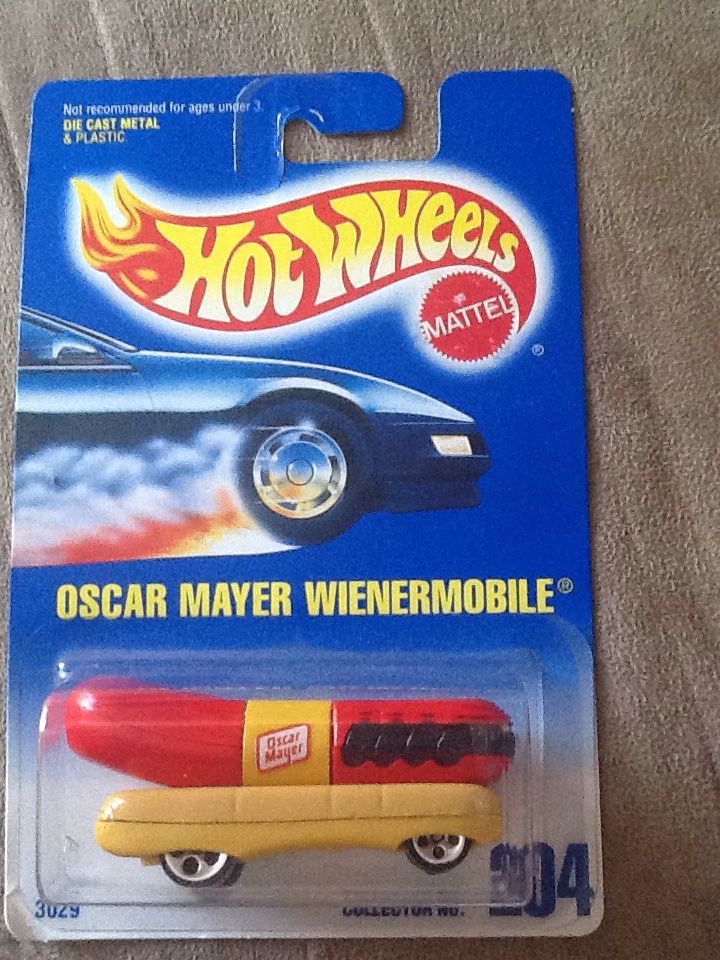 Not recommended for ages under 3.
DIE CAST METAL
& PLASTIC.
HOT WHEELS
MATTEL
®
OSCAR MAYER WIENERMOBILE®
Oscar
Mayer
3029
COLLECTOR NO. 204